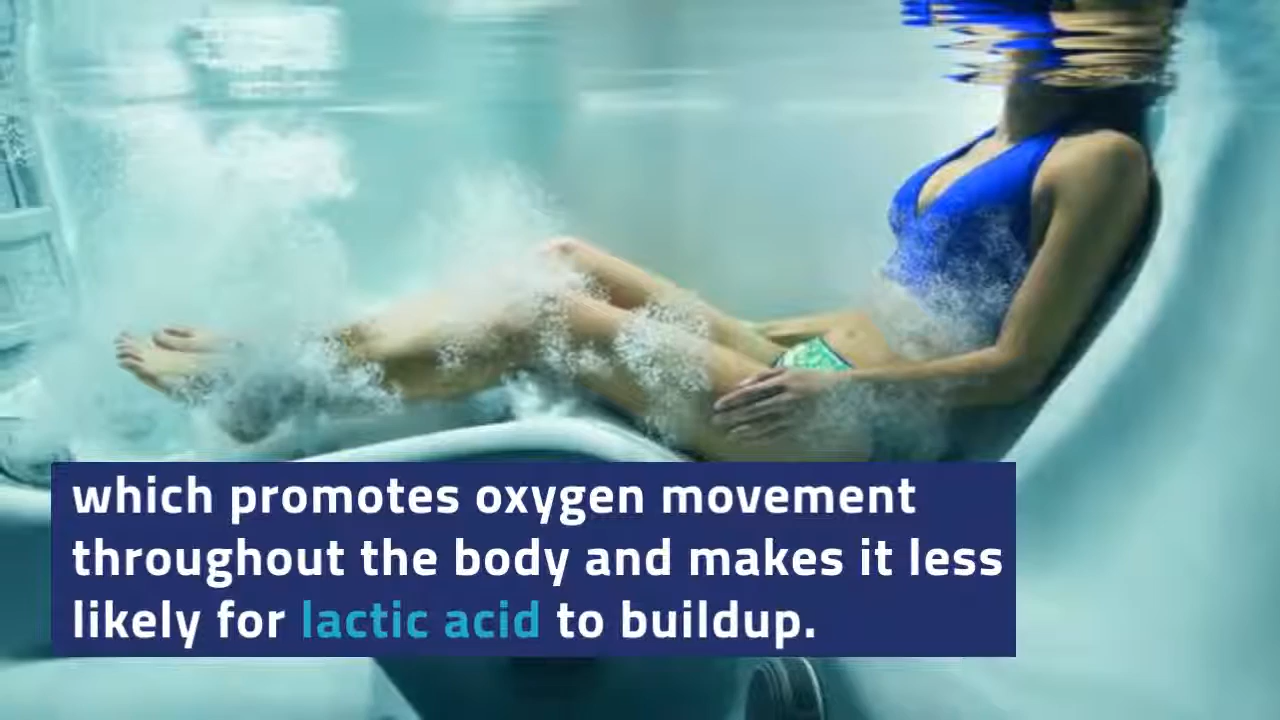 which promotes oxygen movement
throughout the body and makes it less
likely for lactic acid to buildup.